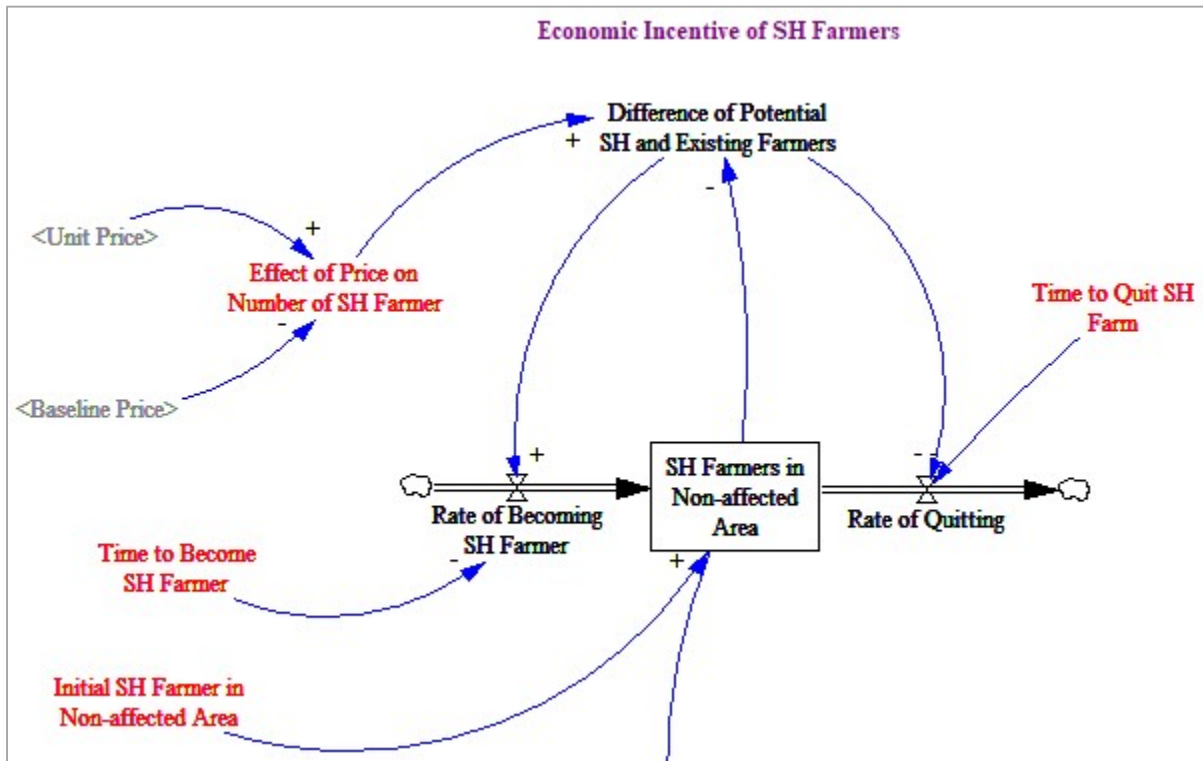 Economic Incentive of SH Farmers
Difference of Potential
SH and Existing Farmers
+
-
<Unit Price>
+
Effect of Price on
Number of SH Farmer
-
<Baseline Price>
Time to Quit SH
Farm
+
- -
SH Farmers in
Non-affected
Area
Rate of Becoming
SH Farmer
Rate of Quitting
Time to Become
SH Farmer
-
+
Initial SH Farmer in
Non-affected Area